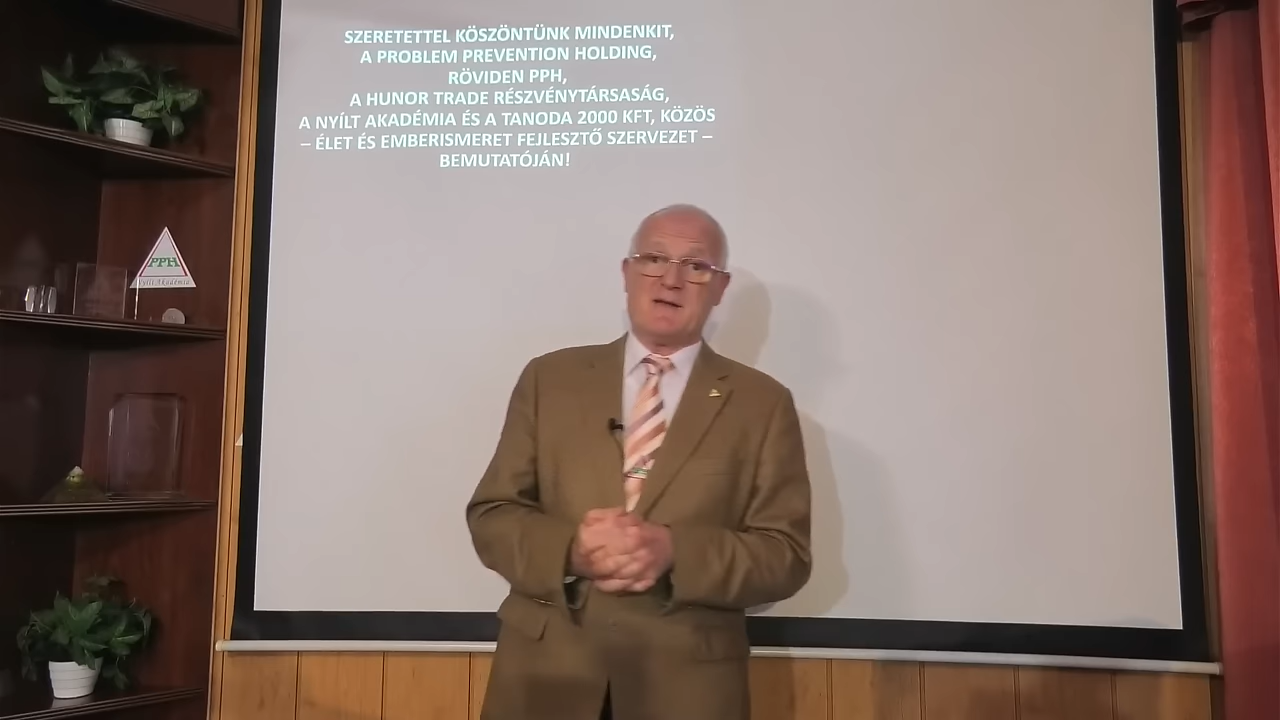 SZERETETTEL KÖSZÖNTÜNK MINDENKIT,
A PROBLEM PREVENTION HOLDING,
RÖVIDEN PPH,
A HUNOR TRADE RÉSZVÉNYTÁRSASÁG,
A NYÍLT AKADÉMIA ÉS A TANODA 2000 KFT, KÖZÖS
– ÉLET ÉS EMBERISMERET FEJLESZTŐ SZERVEZET –
BEMUTATÓJÁN!
PPH
Nyílt Akadémia